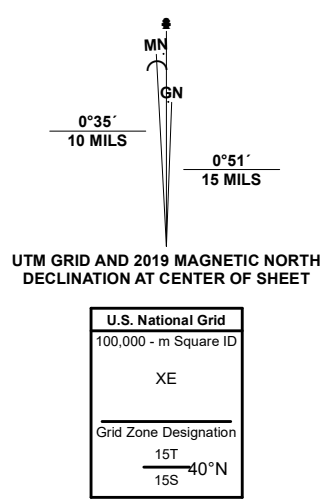 MN
GN
0°35´
10 MILS
0°51´
15 MILS
UTM GRID AND 2019 MAGNETIC NORTH
DECLINATION AT CENTER OF SHEET
U.S. National Grid
100,000 - m Square ID
XE
Grid Zone Designation
15T
40°N
15S